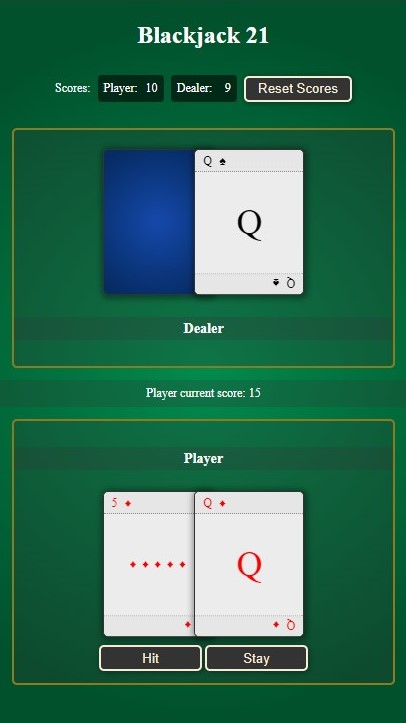 Blackjack 21
Scores: Player: 10 Dealer: 9 Reset Scores
Q ♠
Q
♠ Q
Dealer
Player current score: 15
Player
5 ♦ Q ♦
♦ ♦ ♦ ♦ ♦ Q
♦ ♦ Q
Hit Stay